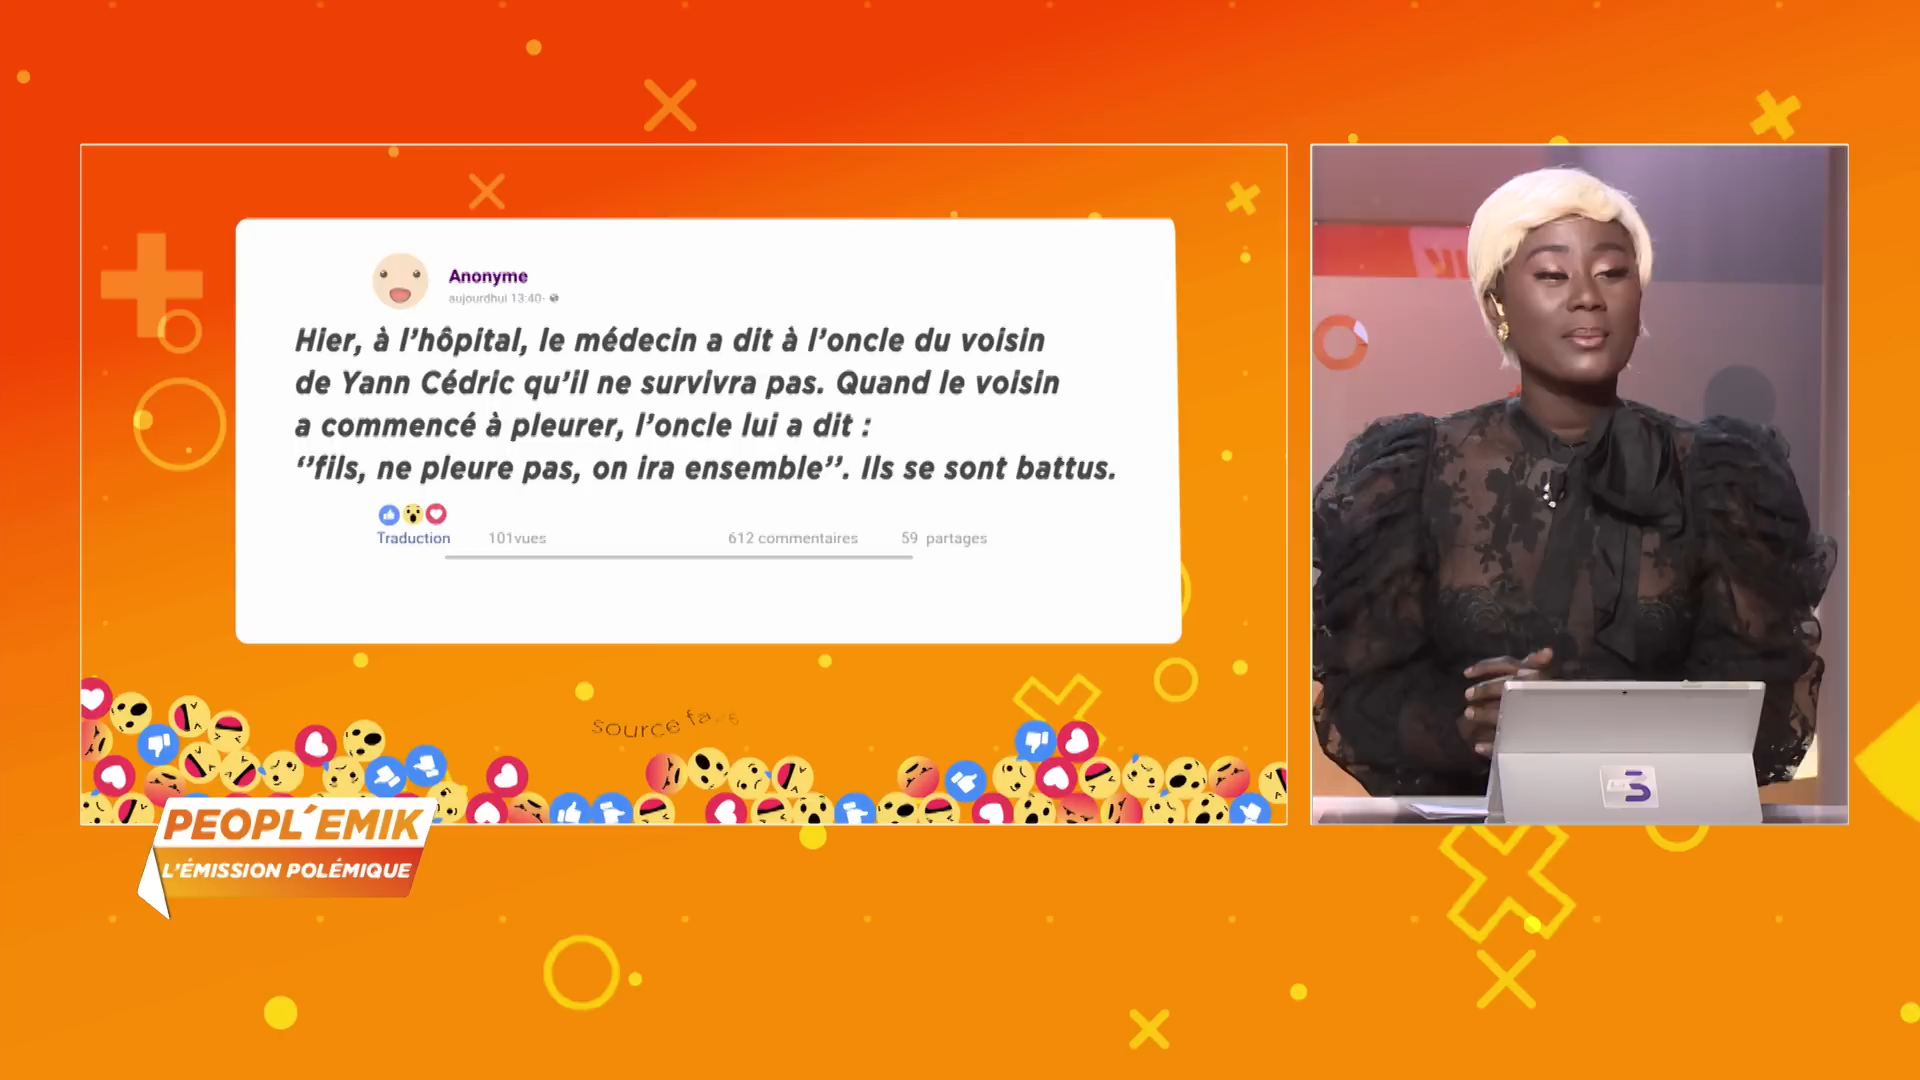 Anonyme
aujourdhui 13:40-
Hier, à l’hôpital, le médecin a dit à l’oncle du voisin
de Yann Cédric qu’il ne survivra pas. Quand le voisin
a commencé à pleurer, l’oncle lui a dit :
‘’fils, ne pleure pas, on ira ensemble’’. Ils se sont battus.
Traduction 101vues 612 commentaires 59 partages
source
PEOPL´EMIK
L’ÉMISSION POLÉMIQUE